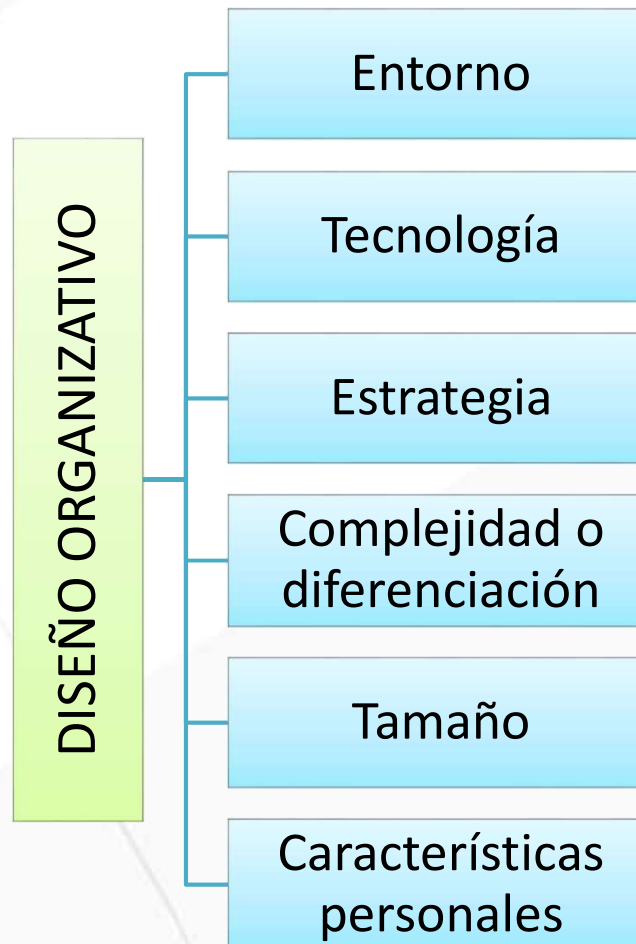 DISEÑO ORGANIZATIVO
Entorno
Tecnología
Estrategia
Complejidad o
diferenciación
Tamaño
Características
personales